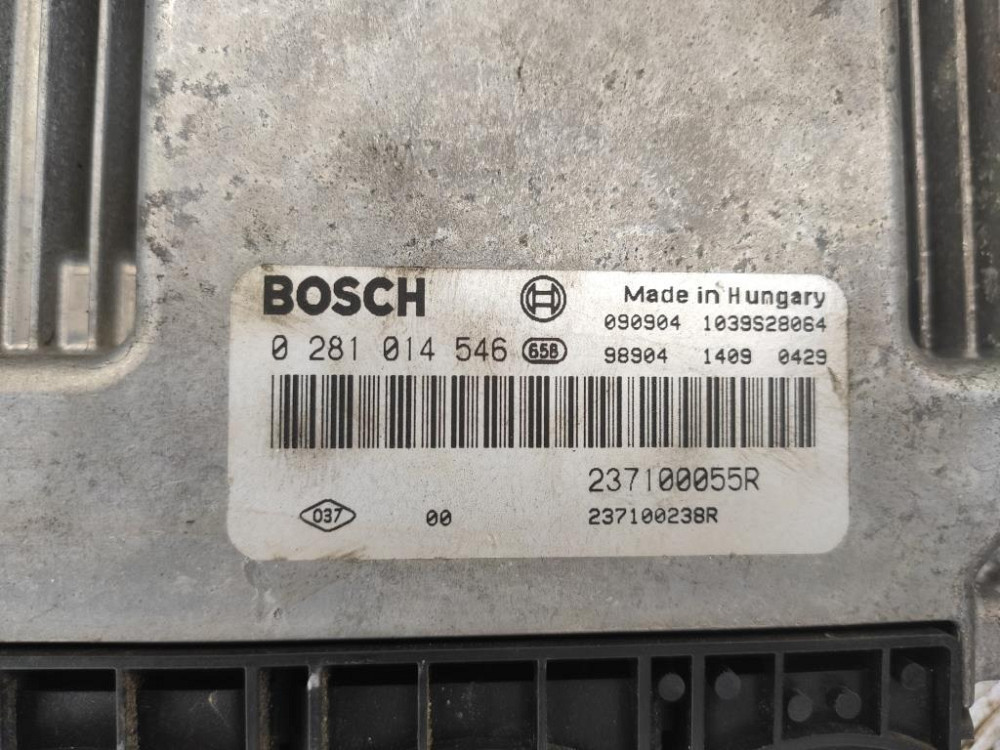 BOSCH
Made in Hungary
090904 1039S28064
0 281 014 546 658
98904 1409 0429
237100055R
037 00 237100238R